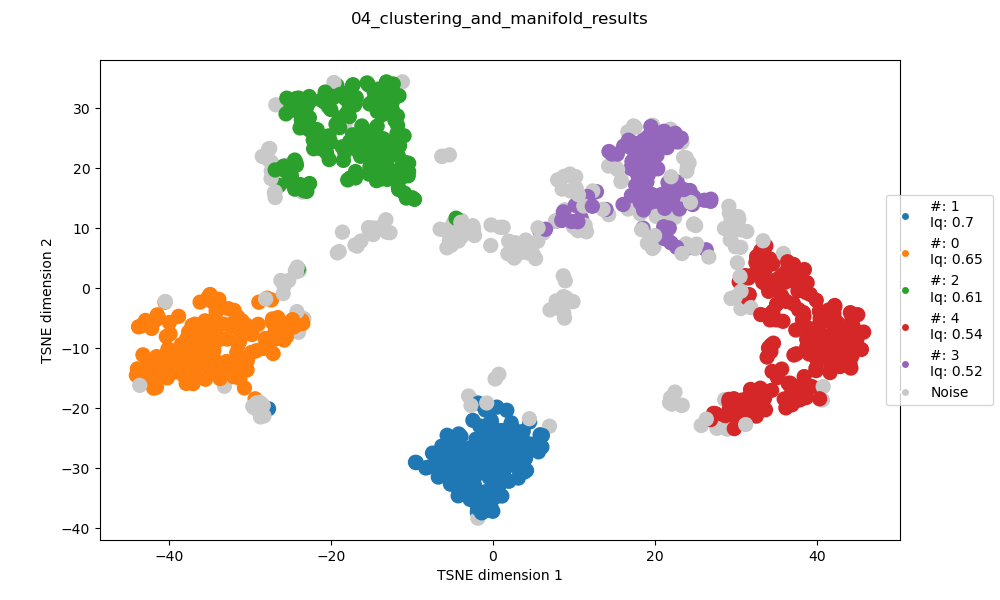 04_clustering_and_manifold_results
30
20
10
0
−10
−20
−30
−40
TSNE dimension 2
−40
−20
0
20
40
TSNE dimension 1
#: 1
Iq: 0.7
#: 0
Iq: 0.65
#: 2
Iq: 0.61
#: 4
Iq: 0.54
#: 3
Iq: 0.52
Noise